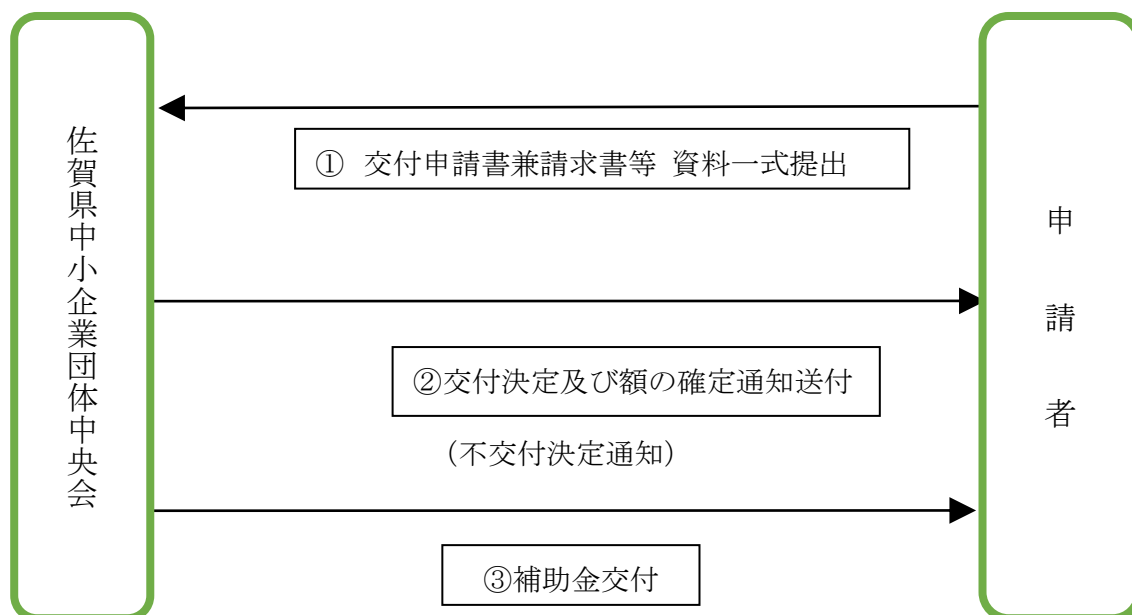 佐賀県中小企業団体中央会
① 交付申請書兼請求書等 資料一式提出
②交付決定及び額の確定通知送付
（不交付決定通知）
③補助金交付
申請者